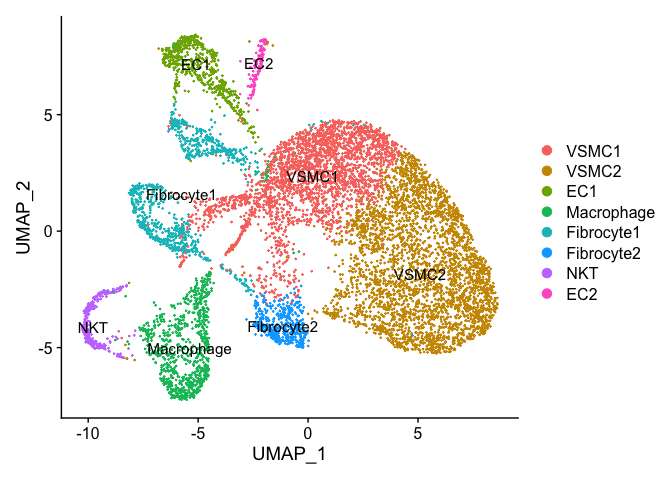 EC1
EC2
5
VSMC1
VSMC1
VSMC2
EC1
Fibrocyte1
Macrophage
UMAP_2
0
Fibrocyte1
Fibrocyte2
NKT
VSMC2
EC2
NKT
Fibrocyte2
-5
Macrophage
-10
-5
0
5
UMAP_1